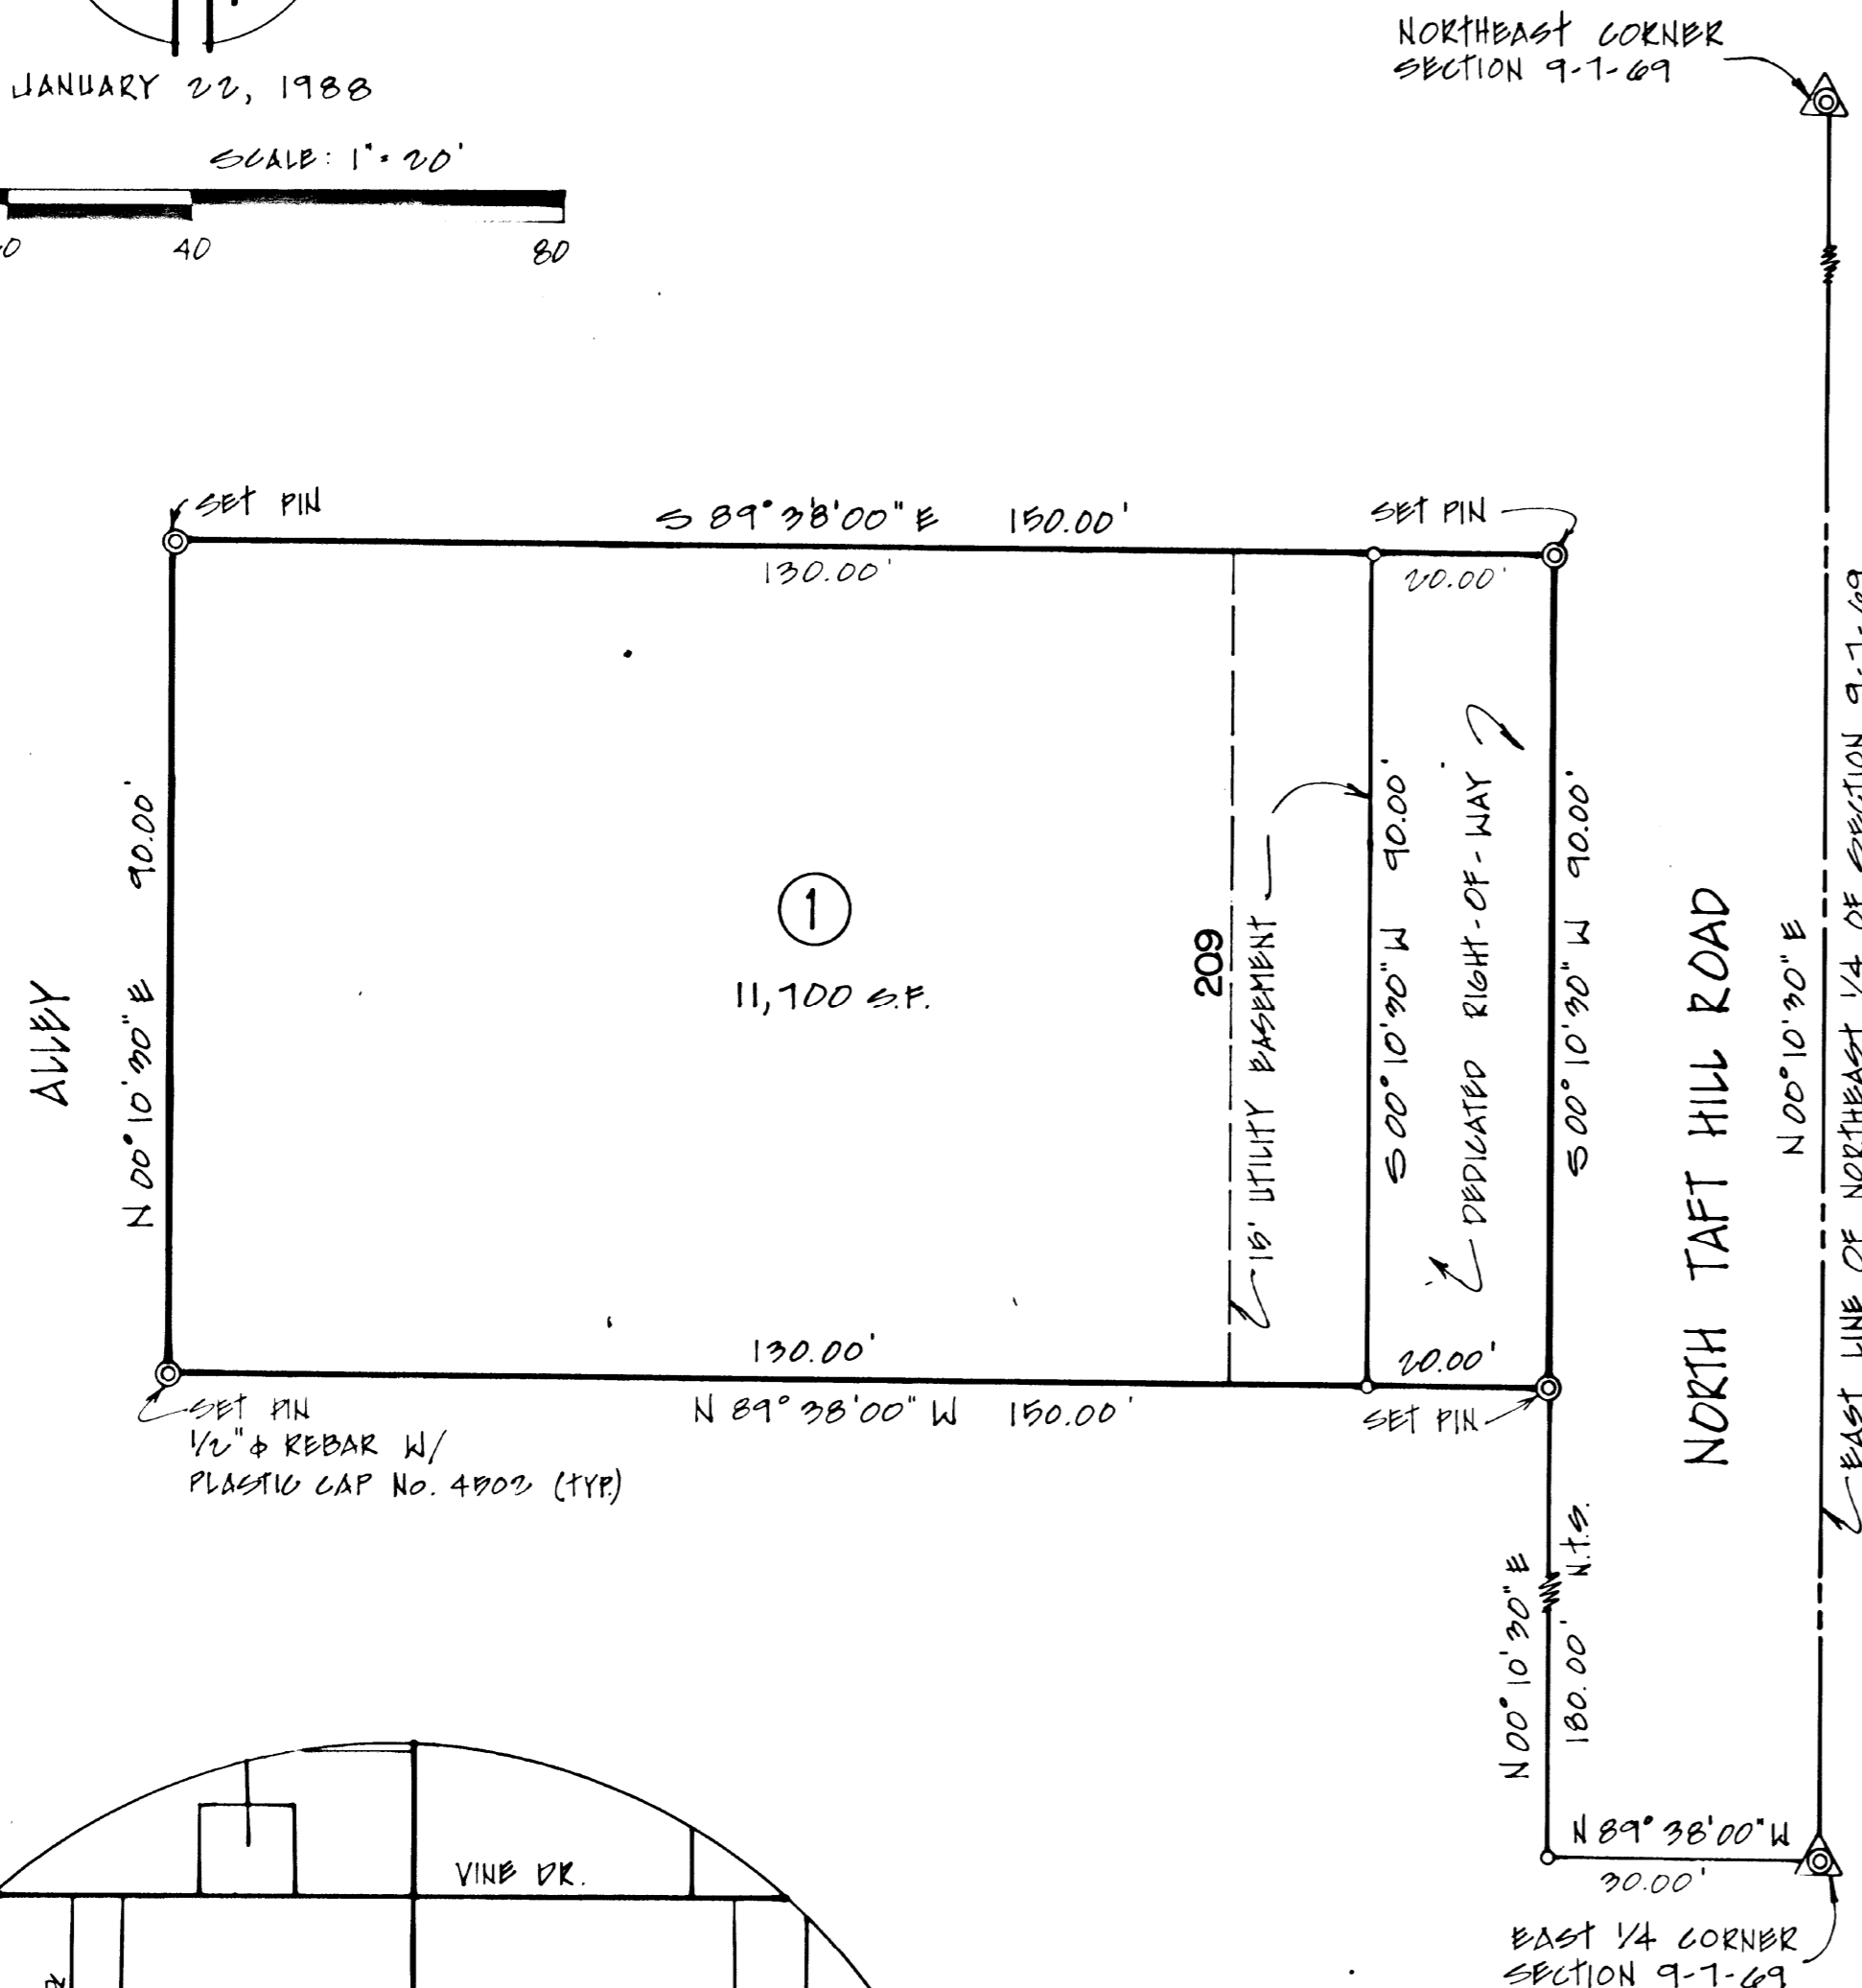 JANUARY 22, 1988
SCALE: 1" = 20'
0 40 80
NORTHEAST CORNER
SECTION 9-7-69
SET PIN
S 89° 38' 00" E 150.00'
SET PIN
130.00'
20.00'
ALLEY
N 00° 10' 30" E 90.00'
1
11,700 S.F.
209
15' UTILITY EASEMENT
S 00° 10' 30" W 90.00'
DEDICATED RIGHT-OF-WAY
S 00° 10' 30" W 90.00'
NORTH TAFT HILL ROAD
N 00° 10' 30" E
EAST LINE OF NORTHEAST 1/4 OF SECTION 9-7-69
130.00'
20.00'
N 89° 38' 00" W 150.00'
SET PIN
SET PIN
1/2" ϕ REBAR W/
PLASTIC CAP NO. 4502 (TYP.)
N 00° 10' 30" E
180.00' N.T.S.
N 89° 38' 00" W
30.00'
EAST 1/4 CORNER
SECTION 9-7-69
VINE DR.